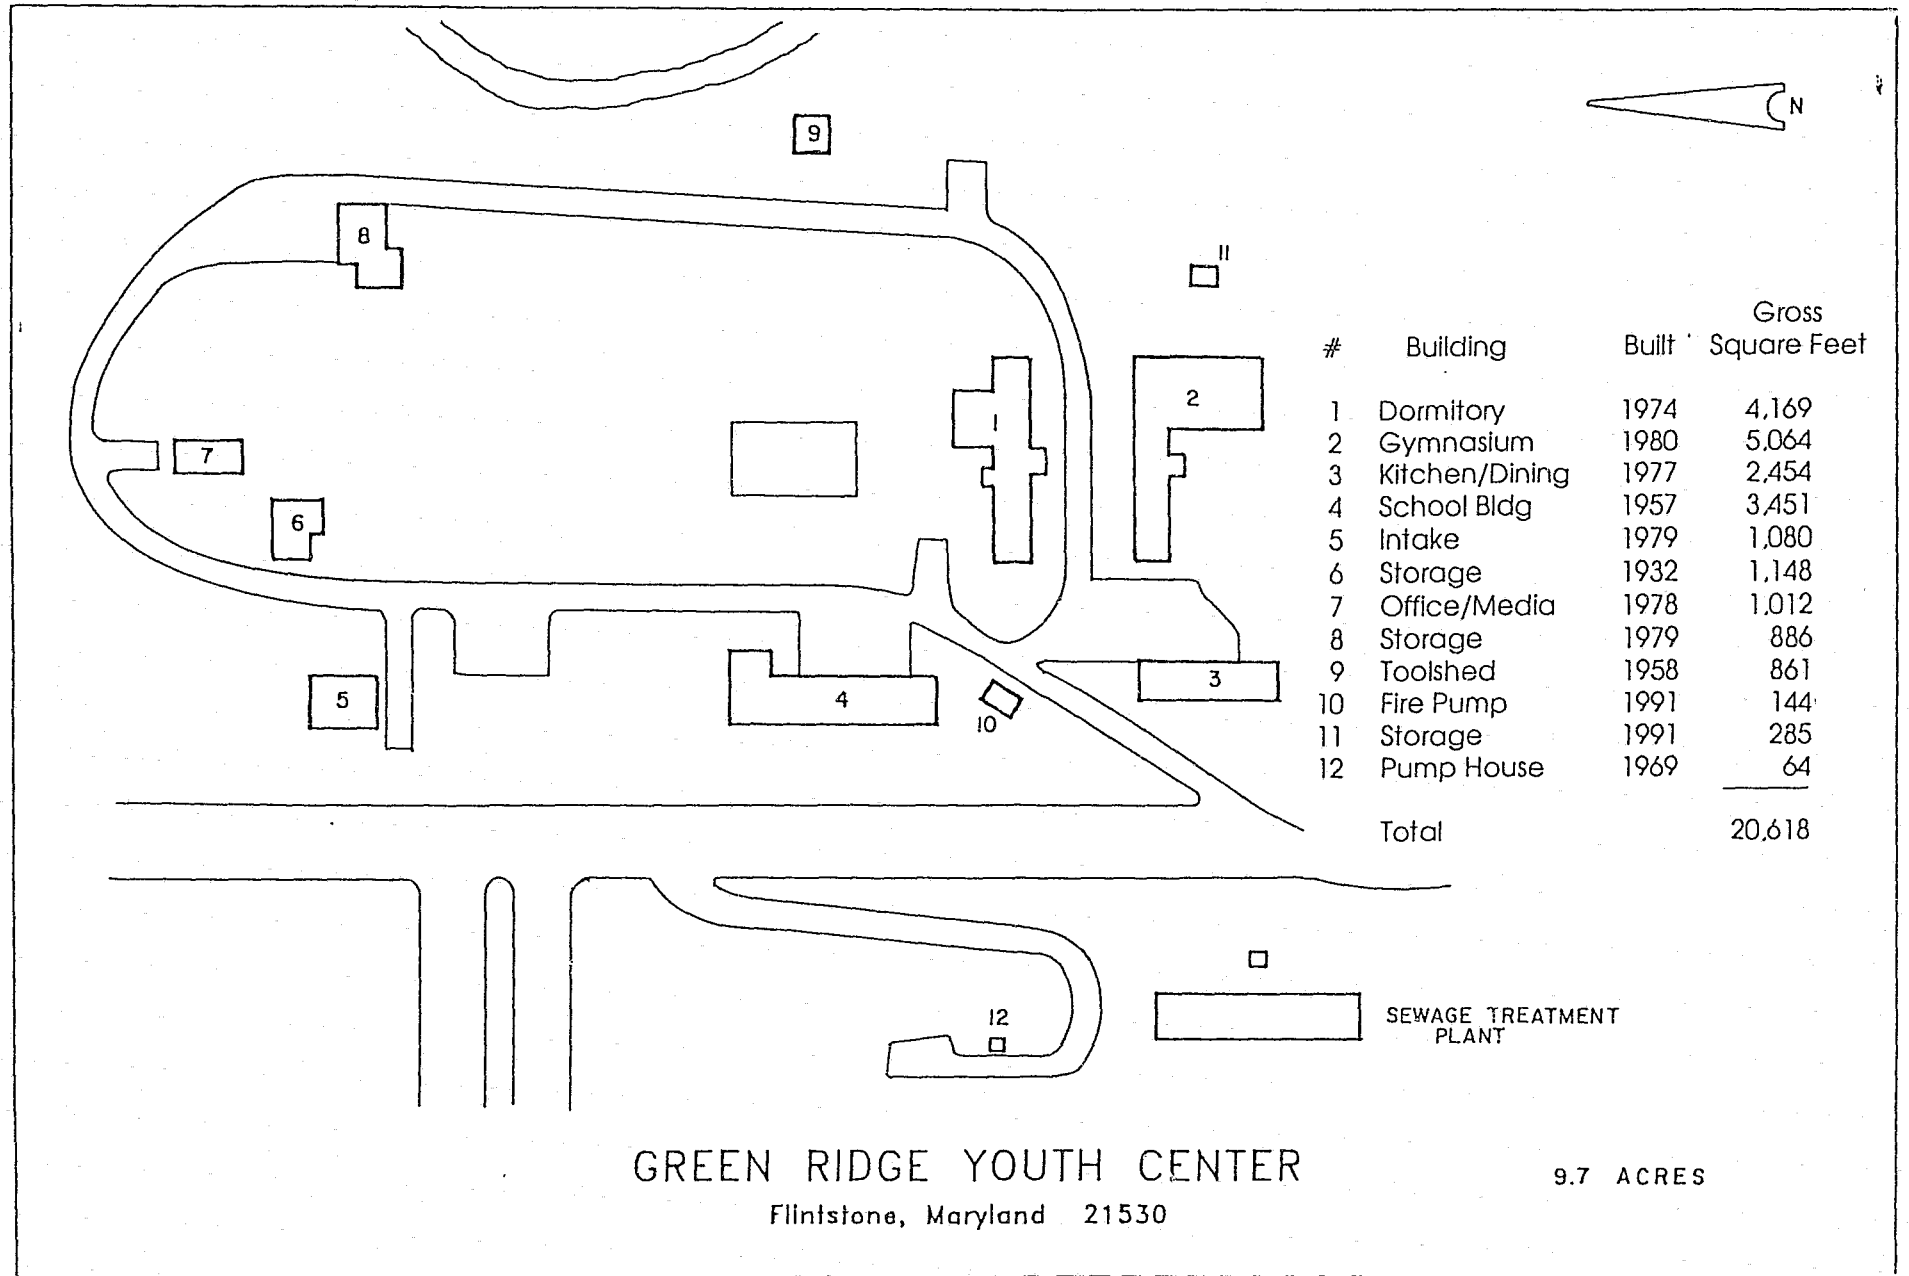 N
9
8
11
1
2
7
6
5
4
10
3
Gross
# Building Built Square Feet
1 Dormitory 1974 4,169
2 Gymnasium 1980 5,064
3 Kitchen/Dining 1977 2,454
4 School Bldg 1957 3,451
5 Intake 1979 1,080
6 Storage 1932 1,148
7 Office/Media 1978 1,012
8 Storage 1979 886
9 Toolshed 1958 861
10 Fire Pump 1991 144
11 Storage 1991 285
12 Pump House 1969 64
Total 20,618
12
SEWAGE TREATMENT
PLANT
GREEN RIDGE YOUTH CENTER
9.7 ACRES
Flintstone, Maryland 21530